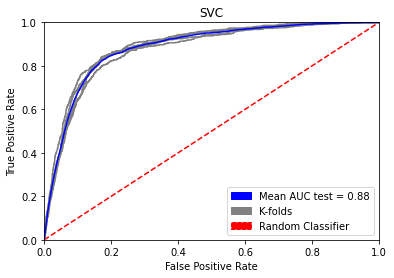 SVC
True Positive Rate
1.0
0.8
0.6
0.4
0.2
0.0
Mean AUC test = 0.88
K-folds
Random Classifier
0.0 0.2 0.4 0.6 0.8 1.0
False Positive Rate